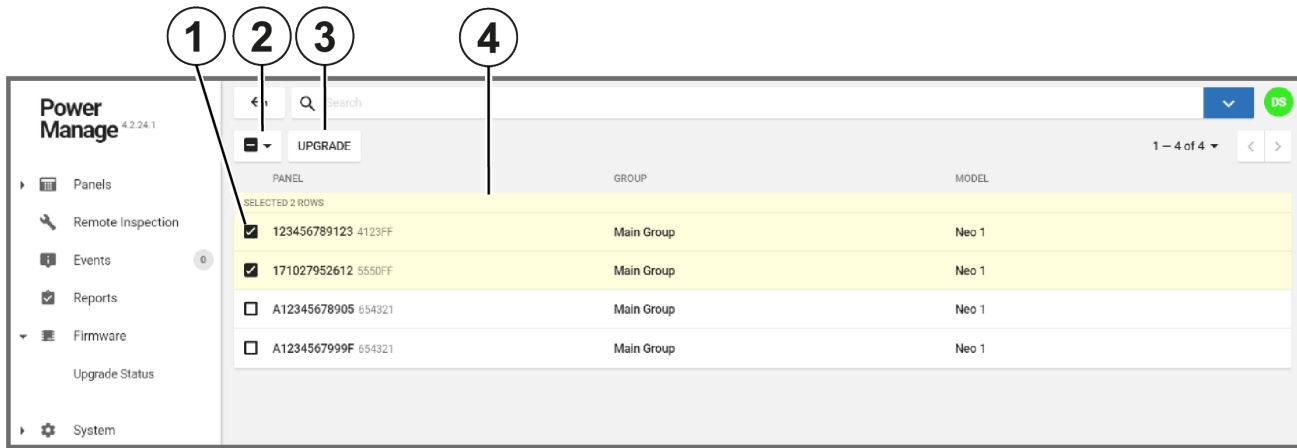 1 2 3 4
Power
Manage 4.2.24.1
Search
DS
UPGRADE
1 – 4 of 4
PANEL GROUP MODEL
SELECTED 2 ROWS
123456789123 4123FF Main Group Neo 1
171027952612 5550FF Main Group Neo 1
A12345678905 654321 Main Group Neo 1
A1234567999F 654321 Main Group Neo 1
Panels
Remote Inspection
Events 0
Reports
Firmware
Upgrade Status
System